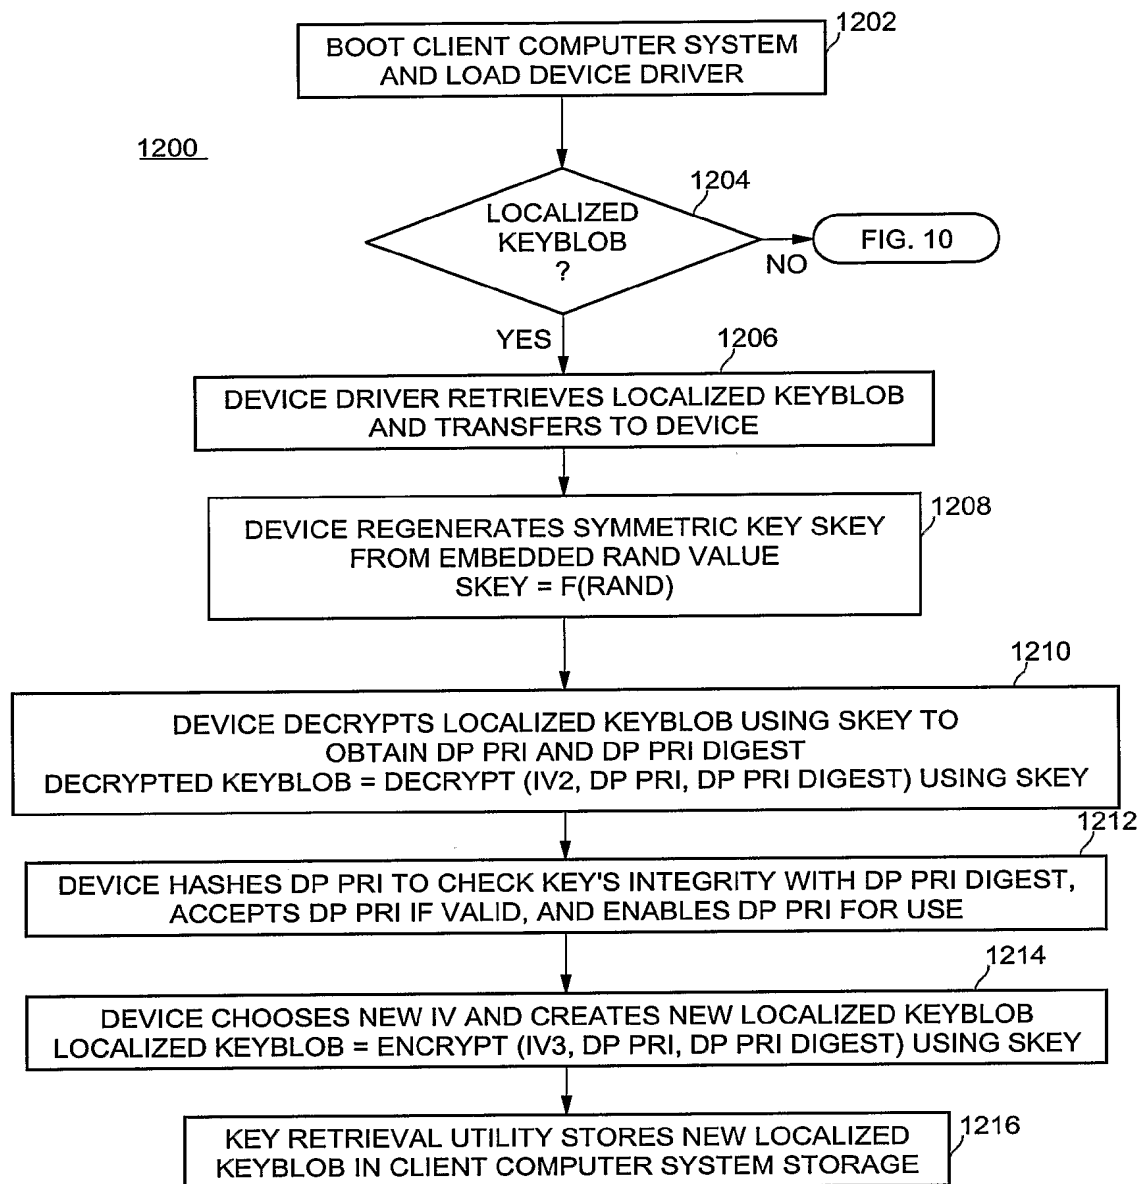 1202
BOOT CLIENT COMPUTER SYSTEM
AND LOAD DEVICE DRIVER
1200
1204
LOCALIZED
KEYBLOB
?
NO
FIG. 10
YES
1206
DEVICE DRIVER RETRIEVES LOCALIZED KEYBLOB
AND TRANSFERS TO DEVICE
1208
DEVICE REGENERATES SYMMETRIC KEY SKEY
FROM EMBEDDED RAND VALUE
SKEY = F(RAND)
1210
DEVICE DECRYPTS LOCALIZED KEYBLOB USING SKEY TO
OBTAIN DP PRI AND DP PRI DIGEST
DECRYPTED KEYBLOB = DECRYPT (IV2, DP PRI, DP PRI DIGEST) USING SKEY
1212
DEVICE HASHES DP PRI TO CHECK KEY'S INTEGRITY WITH DP PRI DIGEST,
ACCEPTS DP PRI IF VALID, AND ENABLES DP PRI FOR USE
1214
DEVICE CHOOSES NEW IV AND CREATES NEW LOCALIZED KEYBLOB
LOCALIZED KEYBLOB = ENCRYPT (IV3, DP PRI, DP PRI DIGEST) USING SKEY
1216
KEY RETRIEVAL UTILITY STORES NEW LOCALIZED
KEYBLOB IN CLIENT COMPUTER SYSTEM STORAGE